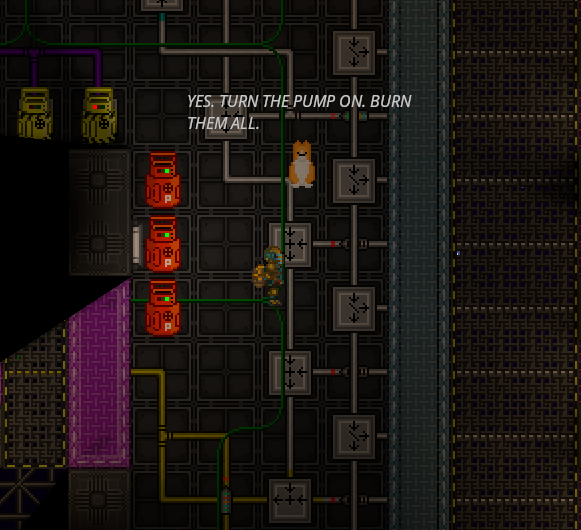 YES. TURN THE PUMP ON. BURN
THEM ALL.